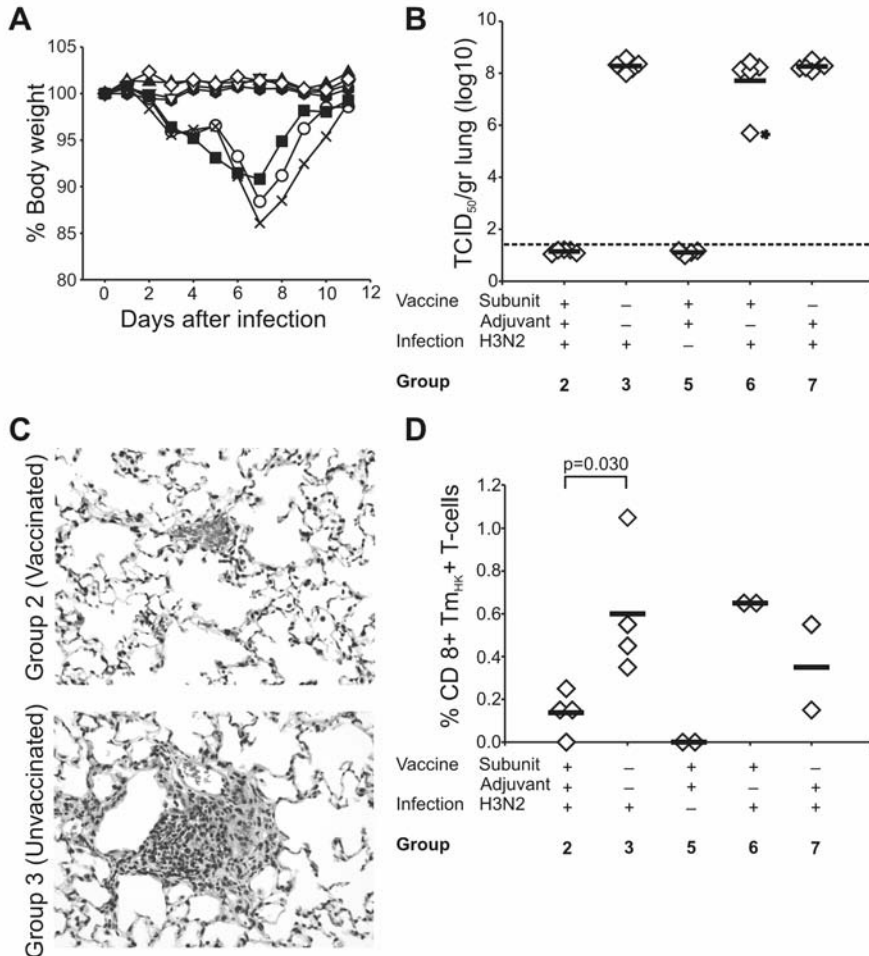 A
105
100
95
90
85
80
% Body weight
0 2 4 6 8 10 12
Days after infection
B
10
8
6
4
2
0
TCID50/gr lung (log10)
*
Vaccine Subunit + – + + –
Adjuvant + – + – +
Infection H3N2 + + – + +
Group 2 3 5 6 7
C
Group 2 (Vaccinated)
Group 3 (Unvaccinated)
D
p=0.030
1.2
1.0
0.8
0.6
0.4
0.2
0.0
% CD 8+ TmHK+ T-cells
Vaccine Subunit + – + + –
Adjuvant + – + – +
Infection H3N2 + + – + +
Group 2 3 5 6 7